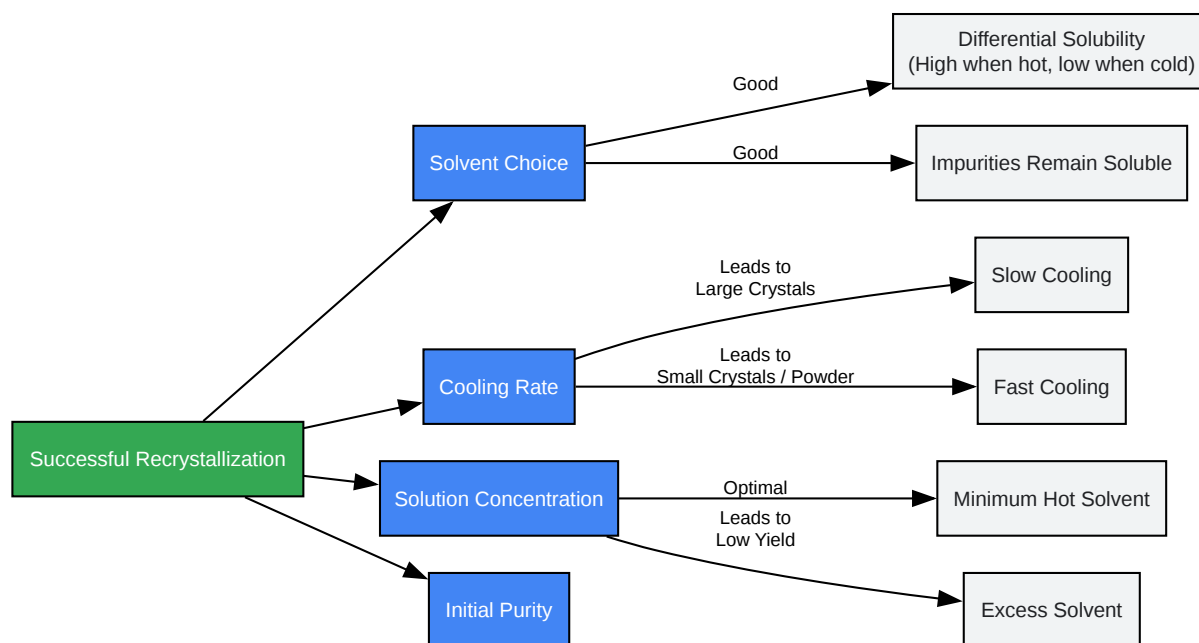 Differential Solubility
(High when hot, low when cold)
Good
Solvent Choice
Good
Impurities Remain Soluble
Leads to
Large Crystals
Slow Cooling
Cooling Rate
Leads to
Small Crystals / Powder
Fast Cooling
Successful Recrystallization
Solution Concentration
Optimal
Minimum Hot Solvent
Leads to
Low Yield
Excess Solvent
Initial Purity